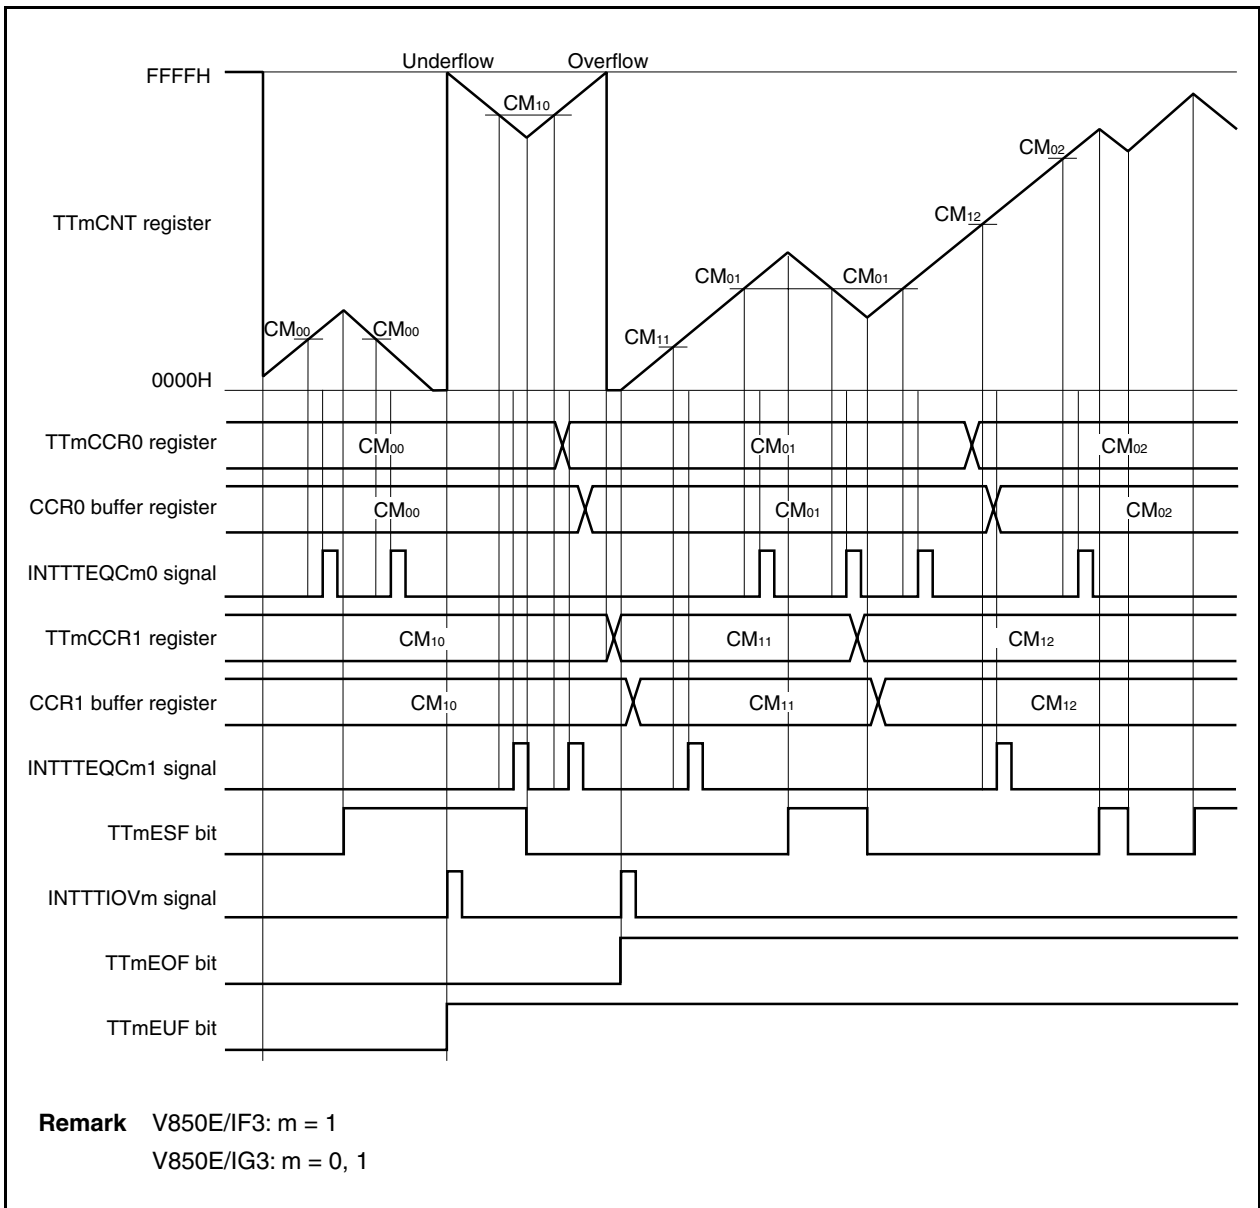 Underflow Overflow
FFFFH
CM10
CM02
TTmCNT register
CM12
CM01 CM01
CM00 CM00
CM11
0000H
TTmCCR0 register CM00 CM01 CM02
CCR0 buffer register CM00 CM01 CM02
INTTTEQCm0 signal
TTmCCR1 register CM10 CM11 CM12
CCR1 buffer register CM10 CM11 CM12
INTTTEQCm1 signal
TTmESF bit
INTTTIOVm signal
TTmEOF bit
TTmEUF bit
Remark V850E/IF3: m = 1
V850E/IG3: m = 0, 1